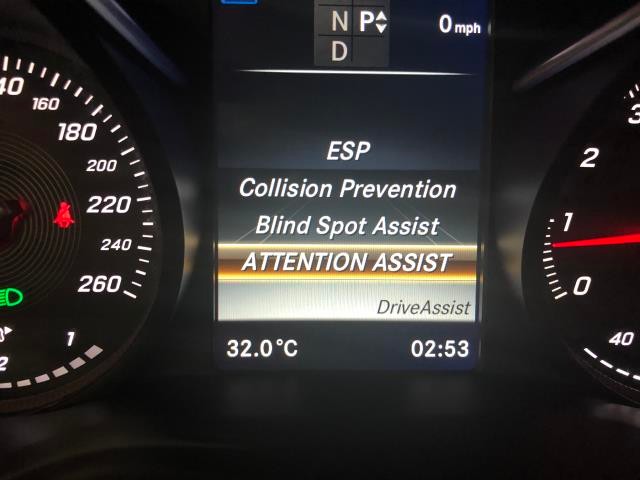 N P
0 mph
D
ESP
Collision Prevention
Blind Spot Assist
ATTENTION ASSIST
DriveAssist
32.0°C
02:53
160
180
200
220
240
260
1
2
2
1
0
40